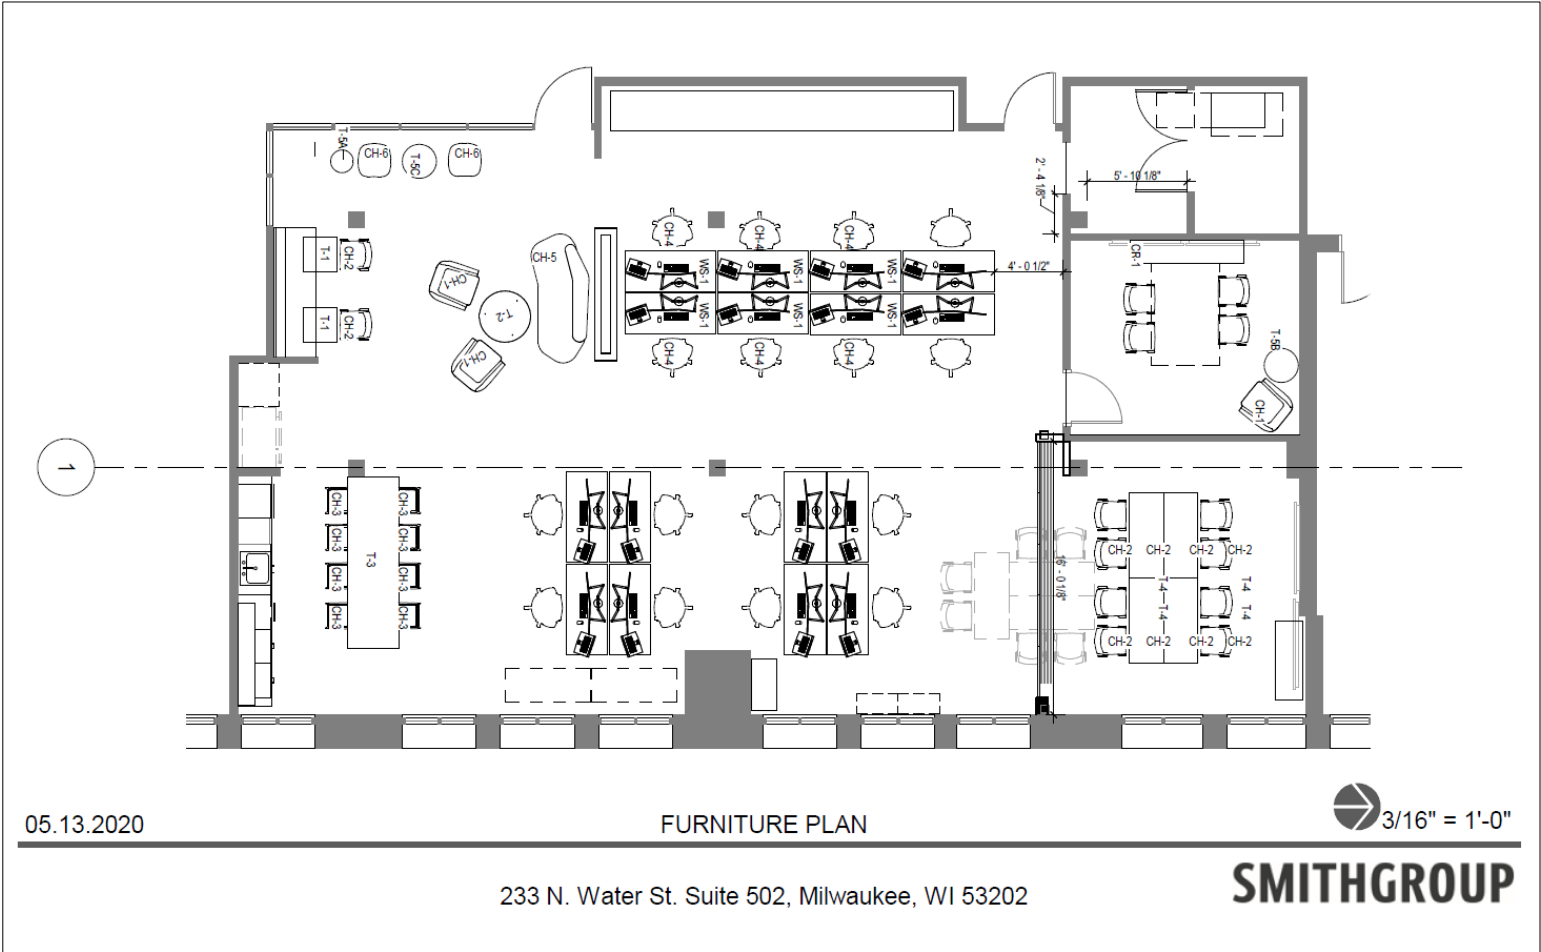 T-5A
CH-6
T-5C
CH-6
2' - 4 1/8"
5' - 10 1/8"
T-1
CH-2
CH-5
CH-4
CH-4
CH-4
CR-1
CH-1
WS-1
WS-1
WS-1
4' - 0 1/2"
T-1
CH-2
T-2
WS-1
WS-1
WS-1
CH-1
CH-4
CH-4
CH-4
T-5B
CH-1
1
CH-3
CH-3
CH-3
CH-3
T-3
CH-3
CH-3
CH-3
CH-3
16' - 0 1/8"
CH-2
CH-2
CH-2
CH-2
T-4
T-4
T-4
T-4
CH-2
CH-2
CH-2
CH-2
05.13.2020
FURNITURE PLAN
3/16" = 1'-0"
233 N. Water St. Suite 502, Milwaukee, WI 53202
SMITHGROUP